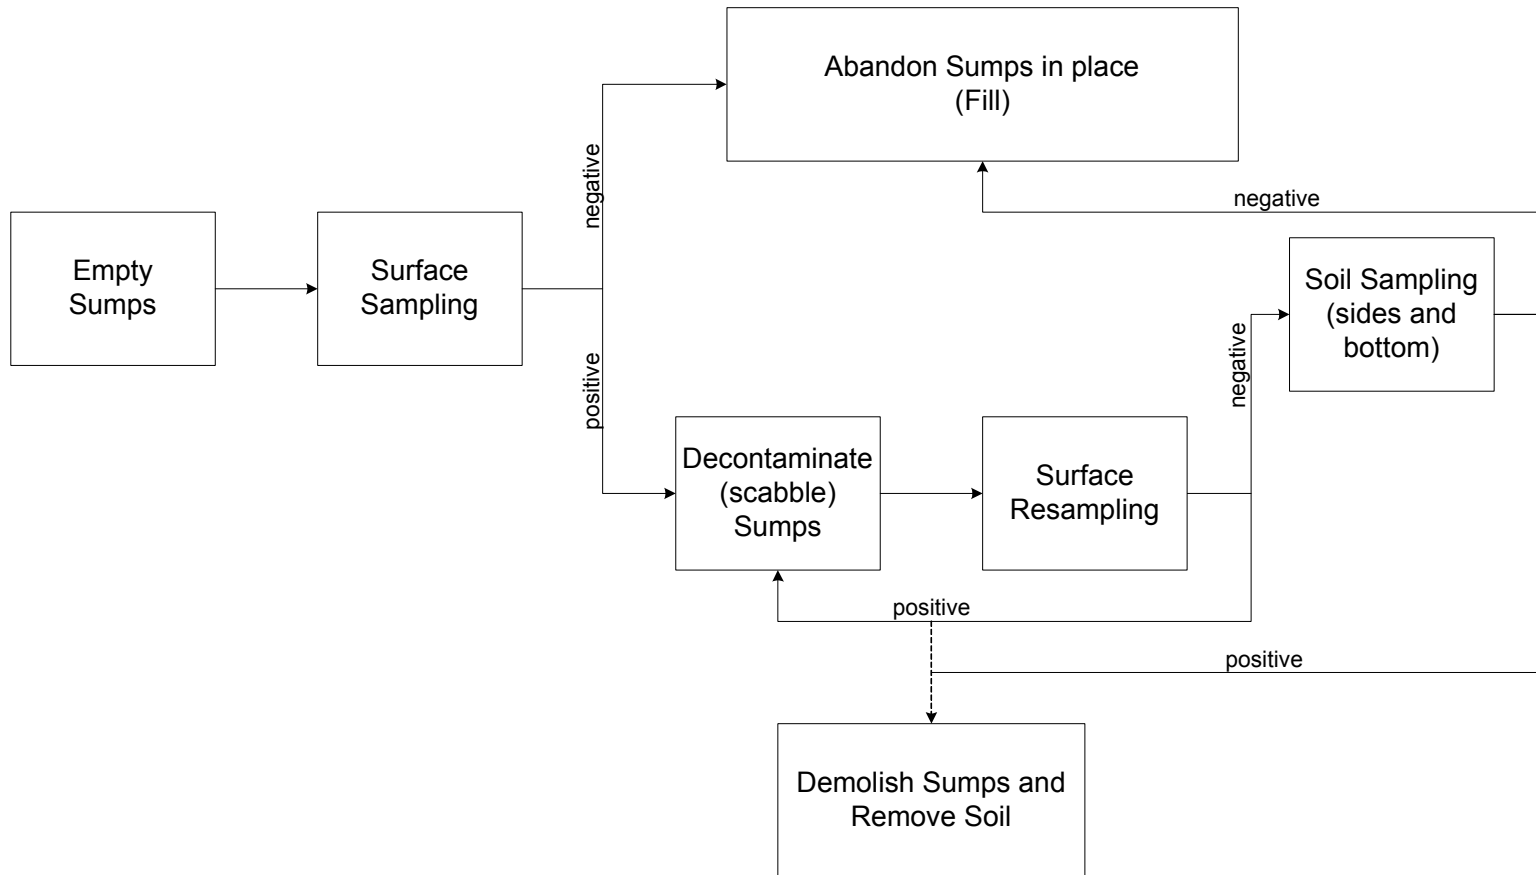 Abandon Sumps in place
(Fill)
negative
negative
Empty
Sumps
Surface
Sampling
Soil Sampling
(sides and
bottom)
positive
negative
Decontaminate
(scabble)
Sumps
Surface
Resampling
positive
positive
Demolish Sumps and
Remove Soil